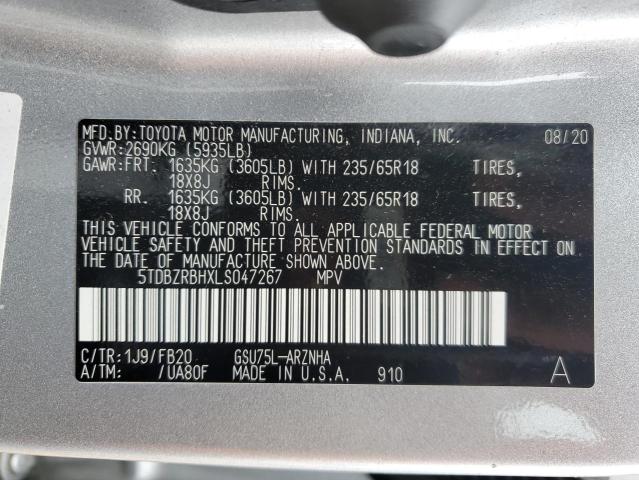 MFD.BY:TOYOTA MOTOR MANUFACTURING, INDIANA, INC. 08/20
GVWR:2690KG (5935LB)
GAWR:FRT. 1635KG (3605LB) WITH 235/65R18 TIRES,
18X8J RIMS.
RR. 1635KG (3605LB) WITH 235/65R18 TIRES,
18X8J RIMS.
THIS VEHICLE CONFORMS TO ALL APPLICABLE FEDERAL MOTOR
VEHICLE SAFETY AND THEFT PREVENTION STANDARDS IN EFFECT ON
THE DATE OF MANUFACTURE SHOWN ABOVE.
5TDBZRBHXLS047267 MPV
C/TR:1J9/FB20 GSU75L-ARZNHA
A/TM: /UA80F MADE IN U.S.A. 910 A